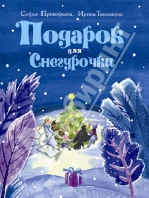 Софья Прокофьева, Ирина Токмакова
Подарок
для
Снегурочки